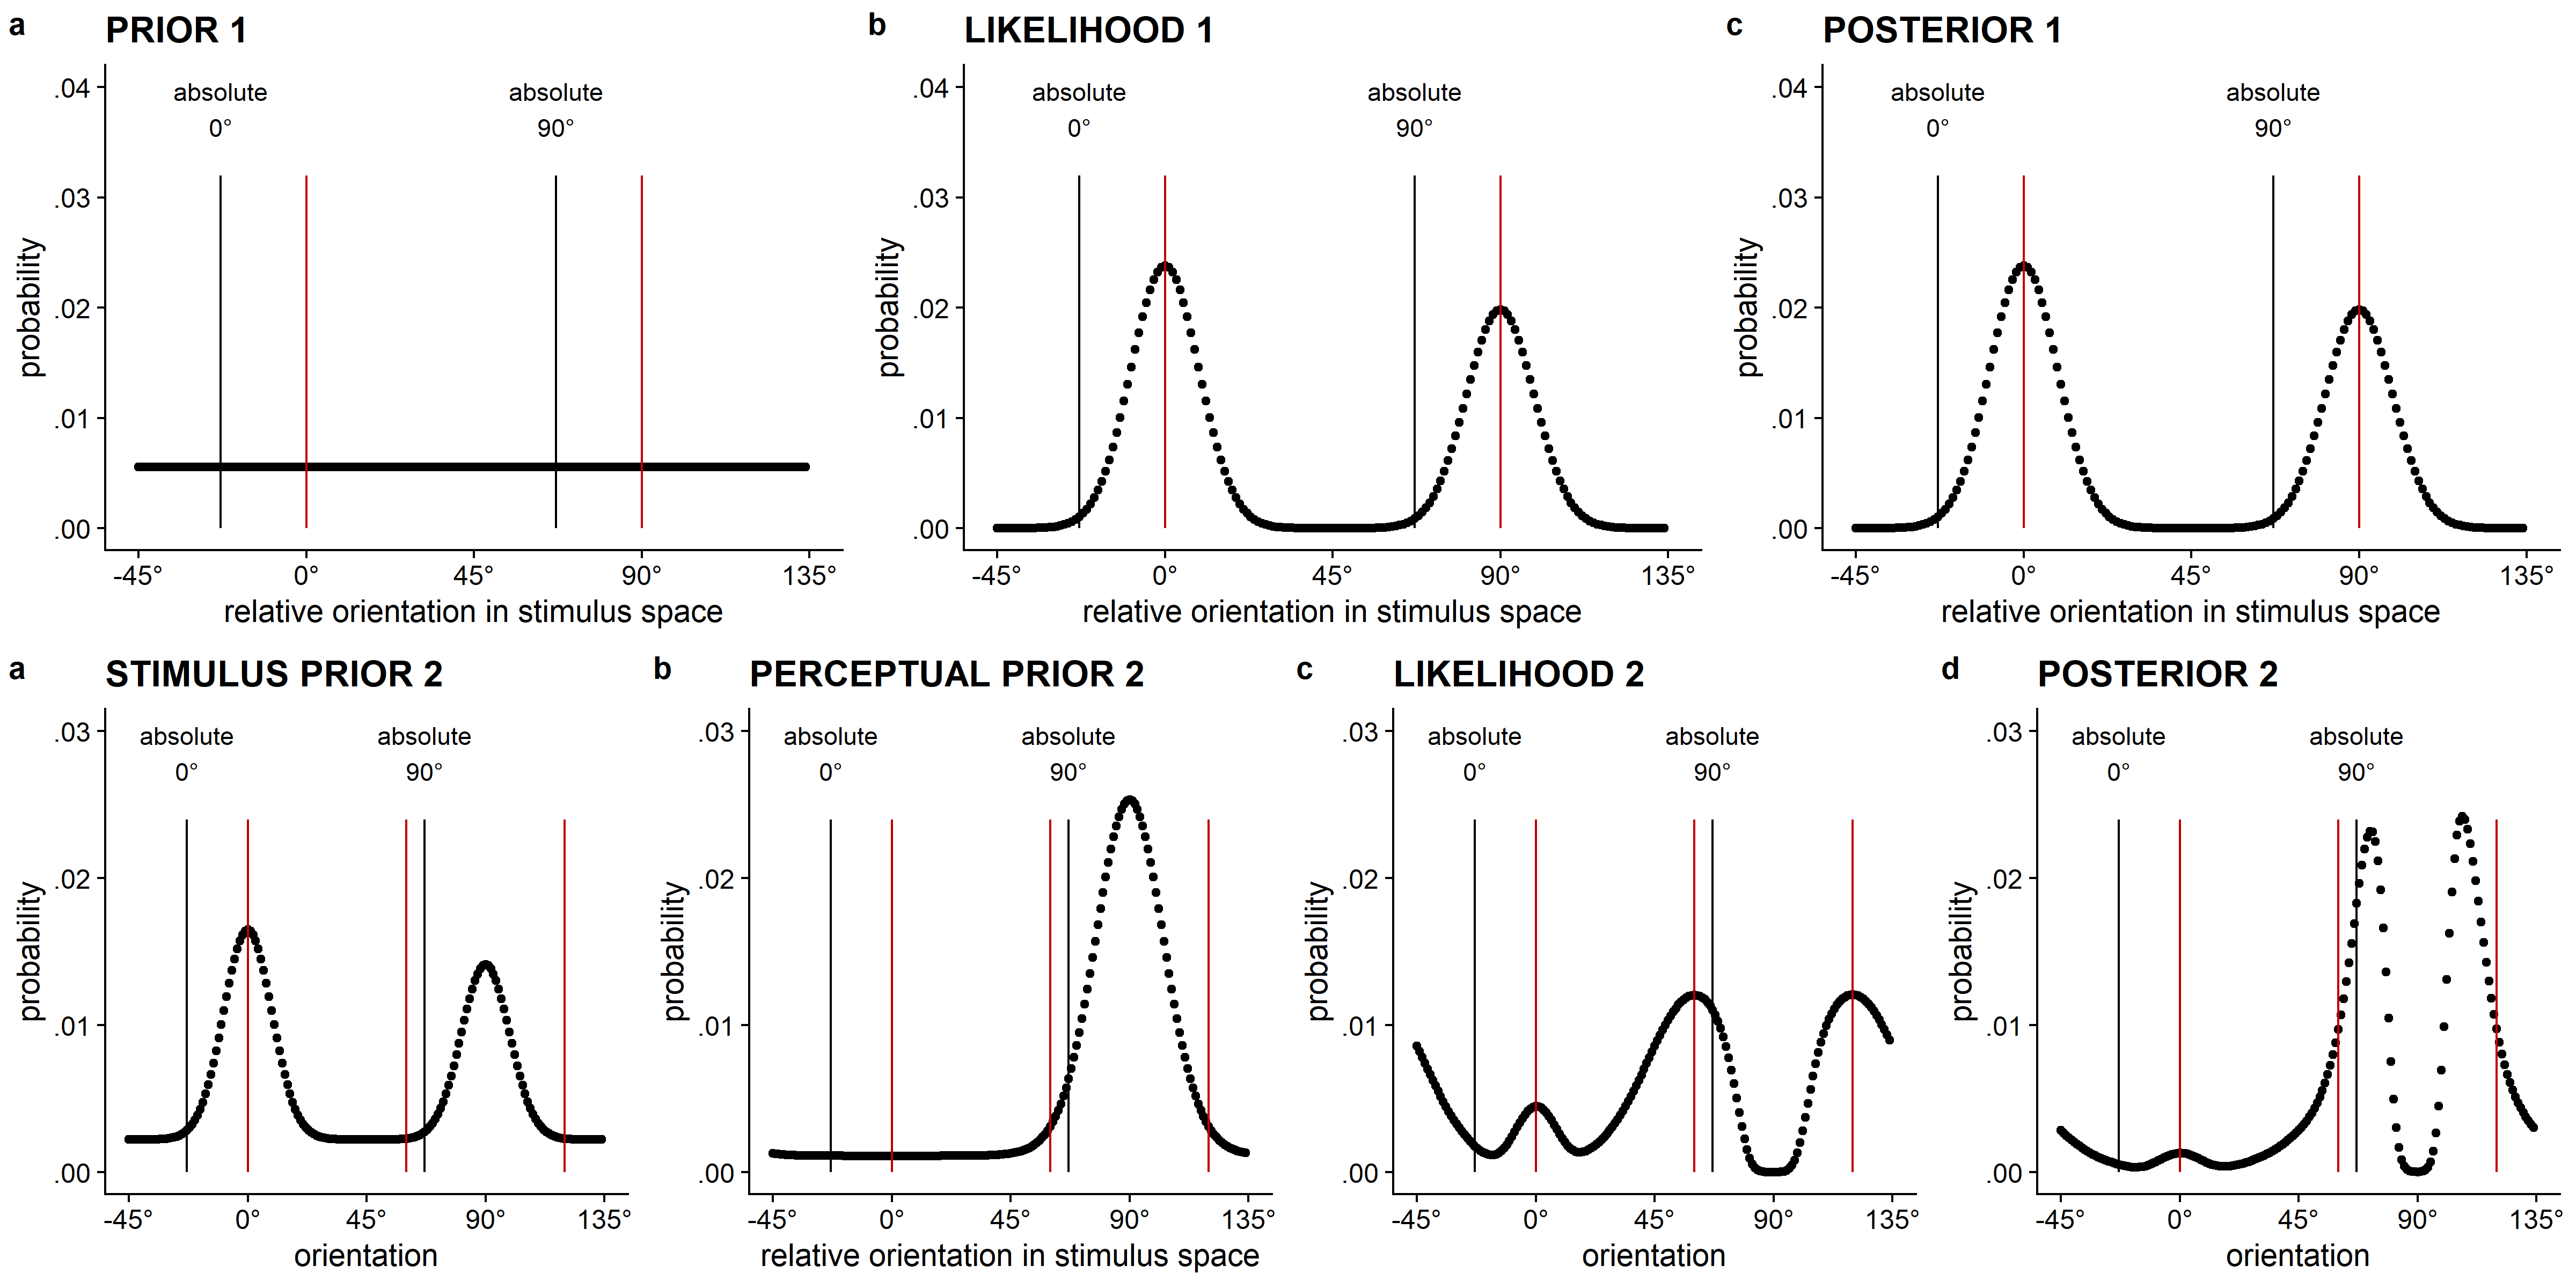 a PRIOR 1
.04
.03
.02
.01
.00
probability
absolute
0°
absolute
90°
-45° 0° 45° 90° 135°
relative orientation in stimulus space
b LIKELIHOOD 1
.04
.03
.02
.01
.00
probability
absolute
0°
absolute
90°
-45° 0° 45° 90° 135°
relative orientation in stimulus space
c POSTERIOR 1
.04
.03
.02
.01
.00
probability
absolute
0°
absolute
90°
-45° 0° 45° 90° 135°
relative orientation in stimulus space
a STIMULUS PRIOR 2
.03
.02
.01
.00
probability
absolute
0°
absolute
90°
-45° 0° 45° 90° 135°
orientation
b PERCEPTUAL PRIOR 2
.03
.02
.01
.00
probability
absolute
0°
absolute
90°
-45° 0° 45° 90° 135°
relative orientation in stimulus space
c LIKELIHOOD 2
.03
.02
.01
.00
probability
absolute
0°
absolute
90°
-45° 0° 45° 90° 135°
orientation
d POSTERIOR 2
.03
.02
.01
.00
probability
absolute
0°
absolute
90°
-45° 0° 45° 90° 135°
orientation